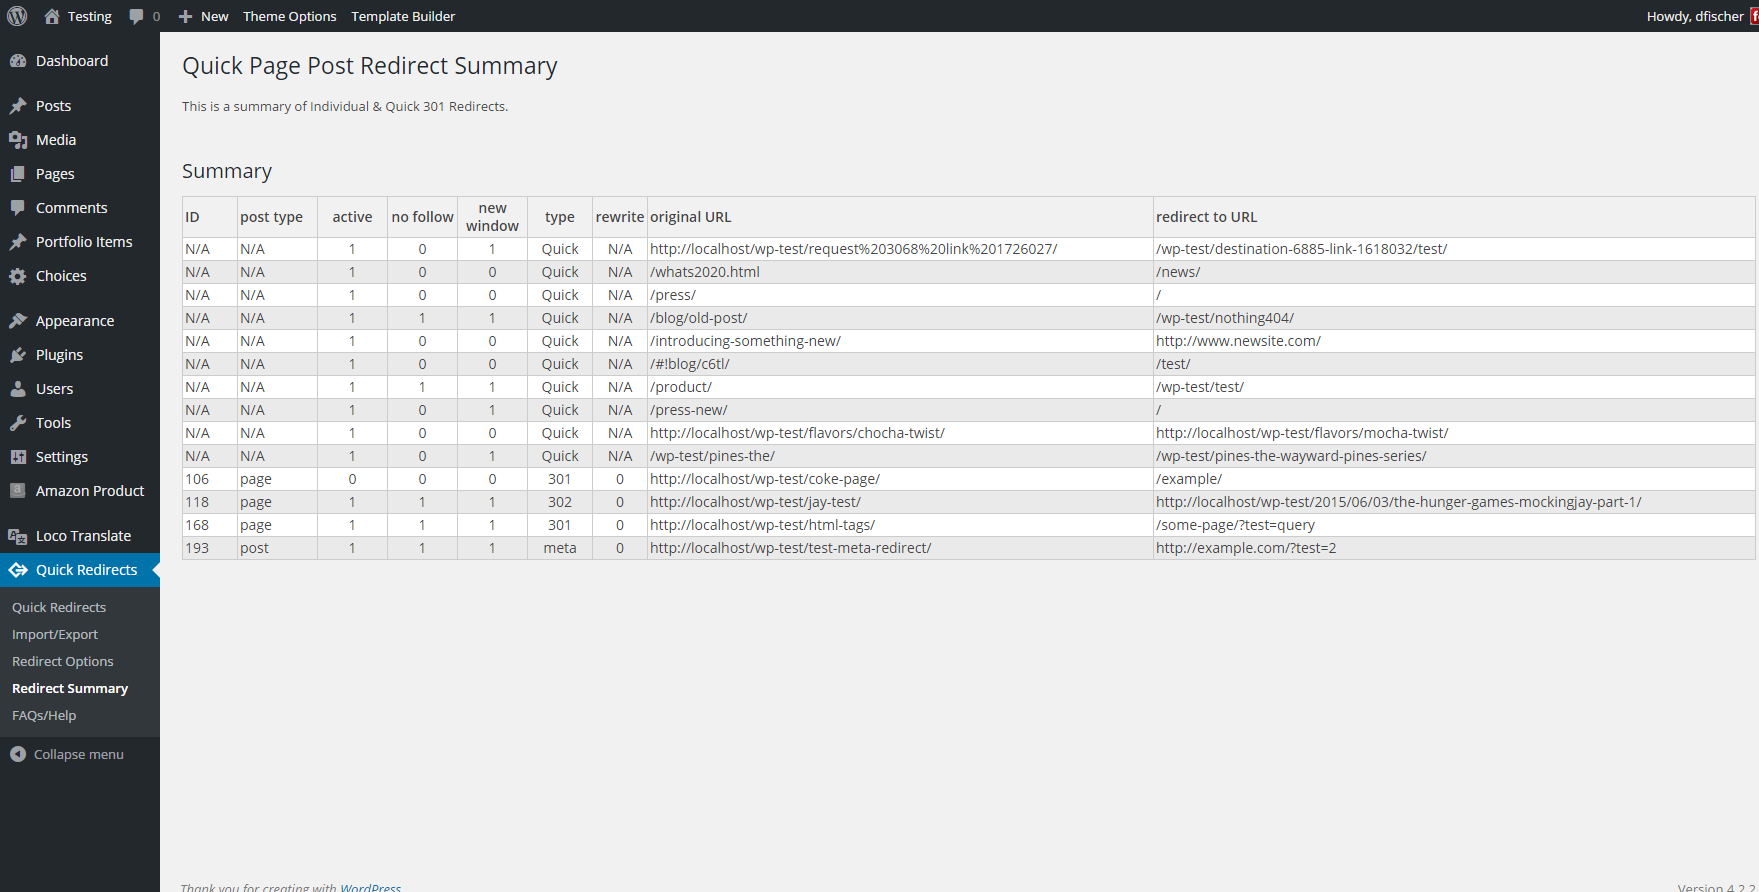 Testing 0 New Theme Options Template Builder Howdy, dfischer
Dashboard
Posts
Media
Pages
Comments
Portfolio Items
Choices
Appearance
Plugins
Users
Tools
Settings
Amazon Product
Loco Translate
Quick Redirects
Quick Redirects
Import/Export
Redirect Options
Redirect Summary
FAQs/Help
Collapse menu
Quick Page Post Redirect Summary
This is a summary of Individual & Quick 301 Redirects.
Summary
ID post type active no follow new window type rewrite original URL redirect to URL
N/A N/A 1 0 1 Quick N/A http://localhost/wp-test/request%203068%20link%201726027/ /wp-test/destination-6885-link-1618032/test/
N/A N/A 1 0 0 Quick N/A /whats2020.html /news/
N/A N/A 1 0 0 Quick N/A /press/ /
N/A N/A 1 1 1 Quick N/A /blog/old-post/ /wp-test/nothing404/
N/A N/A 1 0 0 Quick N/A /introducing-something-new/ http://www.newsite.com/
N/A N/A 1 0 0 Quick N/A /#!blog/c6tl/ /test/
N/A N/A 1 1 1 Quick N/A /product/ /wp-test/test/
N/A N/A 1 0 1 Quick N/A /press-new/ /
N/A N/A 1 0 0 Quick N/A http://localhost/wp-test/flavors/chocha-twist/ http://localhost/wp-test/flavors/mocha-twist/
N/A N/A 1 0 1 Quick N/A /wp-test/pines-the/ /wp-test/pines-the-wayward-pines-series/
106 page 0 0 0 301 0 http://localhost/wp-test/coke-page/ /example/
118 page 1 1 1 302 0 http://localhost/wp-test/jay-test/ http://localhost/wp-test/2015/06/03/the-hunger-games-mockingjay-part-1/
168 page 1 1 1 301 0 http://localhost/wp-test/html-tags/ /some-page/?test=query
193 post 1 1 1 meta 0 http://localhost/wp-test/test-meta-redirect/ http://example.com/?test=2
Thank you for creating with WordPress Version 4.2.2